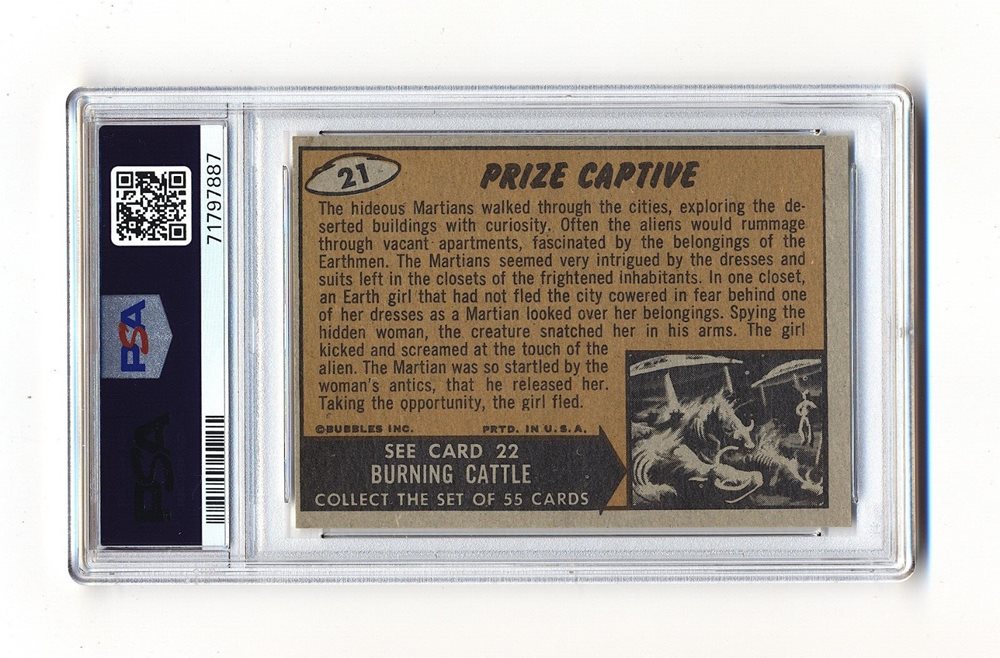 21
PRIZE CAPTIVE
The hideous Martians walked through the cities, exploring the de-
serted buildings with curiosity. Often the aliens would rummage
through vacant apartments, fascinated by the belongings of the
Earthmen. The Martians seemed very intrigued by the dresses and
suits left in the closets of the frightened inhabitants. In one closet,
an Earth girl that had not fled the city cowered in fear behind one
of her dresses as a Martian looked over her belongings. Spying the
hidden woman, the creature snatched her in his arms. The girl
kicked and screamed at the touch of the
alien. The Martian was so startled by the
woman's antics, that he released her.
Taking the opportunity, the girl fled.
©BUBBLES INC. PRTD. IN U.S.A.
SEE CARD 22
BURNING CATTLE
COLLECT THE SET OF 55 CARDS
71797887
PSA
PSA